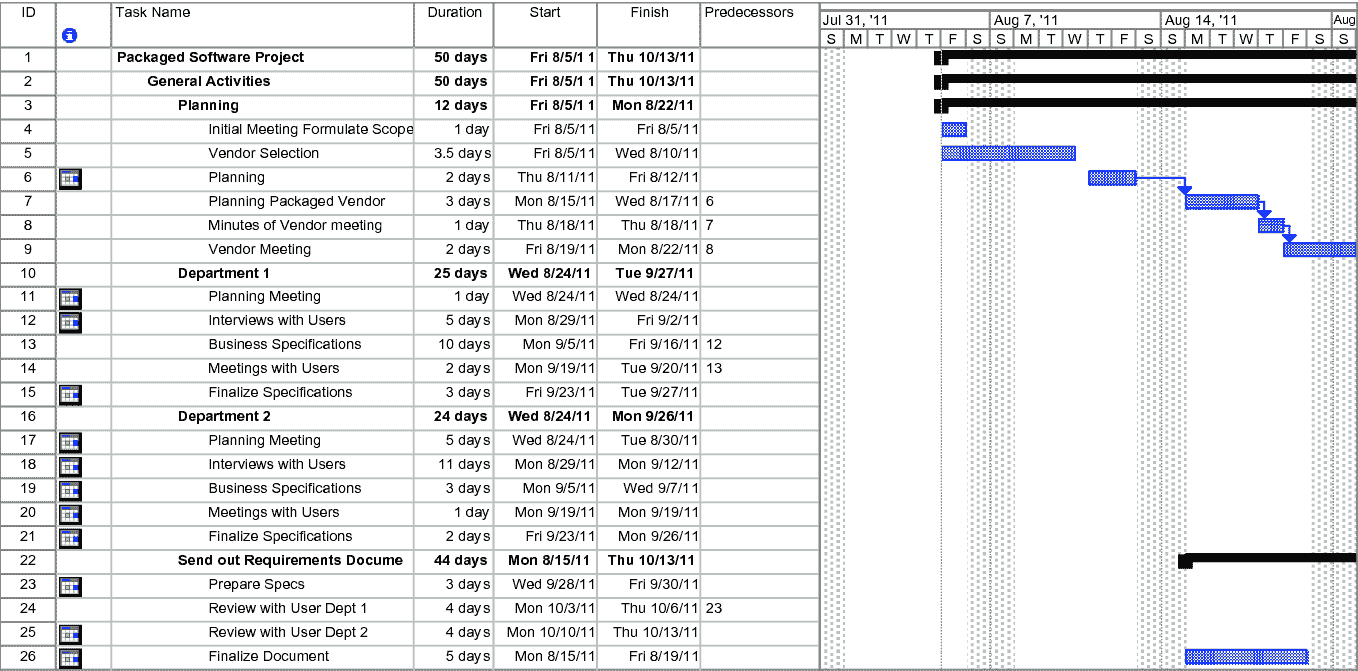 ID Task Name Duration Start Finish Predecessors Jul 31, '11 Aug 7, '11 Aug 14, '11 Aug
S M T W T F S S M T W T F S S M T W T F S S
1 Packaged Software Project 50 days Fri 8/5/1 1 Thu 10/13/11
2 General Activities 50 days Fri 8/5/1 1 Thu 10/13/11
3 Planning 12 days Fri 8/5/1 1 Mon 8/22/11
4 Initial Meeting Formulate Scope 1 day Fri 8/5/11 Fri 8/5/11
5 Vendor Selection 3.5 days Fri 8/5/11 Wed 8/10/11
6 Planning 2 days Thu 8/11/11 Fri 8/12/11
7 Planning Packaged Vendor 3 days Mon 8/15/11 Wed 8/17/11 6
8 Minutes of Vendor meeting 1 day Thu 8/18/11 Thu 8/18/11 7
9 Vendor Meeting 2 days Fri 8/19/11 Mon 8/22/11 8
10 Department 1 25 days Wed 8/24/11 Tue 9/27/11
11 Planning Meeting 1 day Wed 8/24/11 Wed 8/24/11
12 Interviews with Users 5 days Mon 8/29/11 Fri 9/2/11
13 Business Specifications 10 days Mon 9/5/11 Fri 9/16/11 12
14 Meetings with Users 2 days Mon 9/19/11 Tue 9/20/11 13
15 Finalize Specifications 3 days Fri 9/23/11 Tue 9/27/11
16 Department 2 24 days Wed 8/24/11 Mon 9/26/11
17 Planning Meeting 5 days Wed 8/24/11 Tue 8/30/11
18 Interviews with Users 11 days Mon 8/29/11 Mon 9/12/11
19 Business Specifications 3 days Mon 9/5/11 Wed 9/7/11
20 Meetings with Users 1 day Mon 9/19/11 Mon 9/19/11
21 Finalize Specifications 2 days Fri 9/23/11 Mon 9/26/11
22 Send out Requirements Docume 44 days Mon 8/15/11 Thu 10/13/11
23 Prepare Specs 3 days Wed 9/28/11 Fri 9/30/11
24 Review with User Dept 1 4 days Mon 10/3/11 Thu 10/6/11 23
25 Review with User Dept 2 4 days Mon 10/10/11 Thu 10/13/11
26 Finalize Document 5 days Mon 8/15/11 Fri 8/19/11